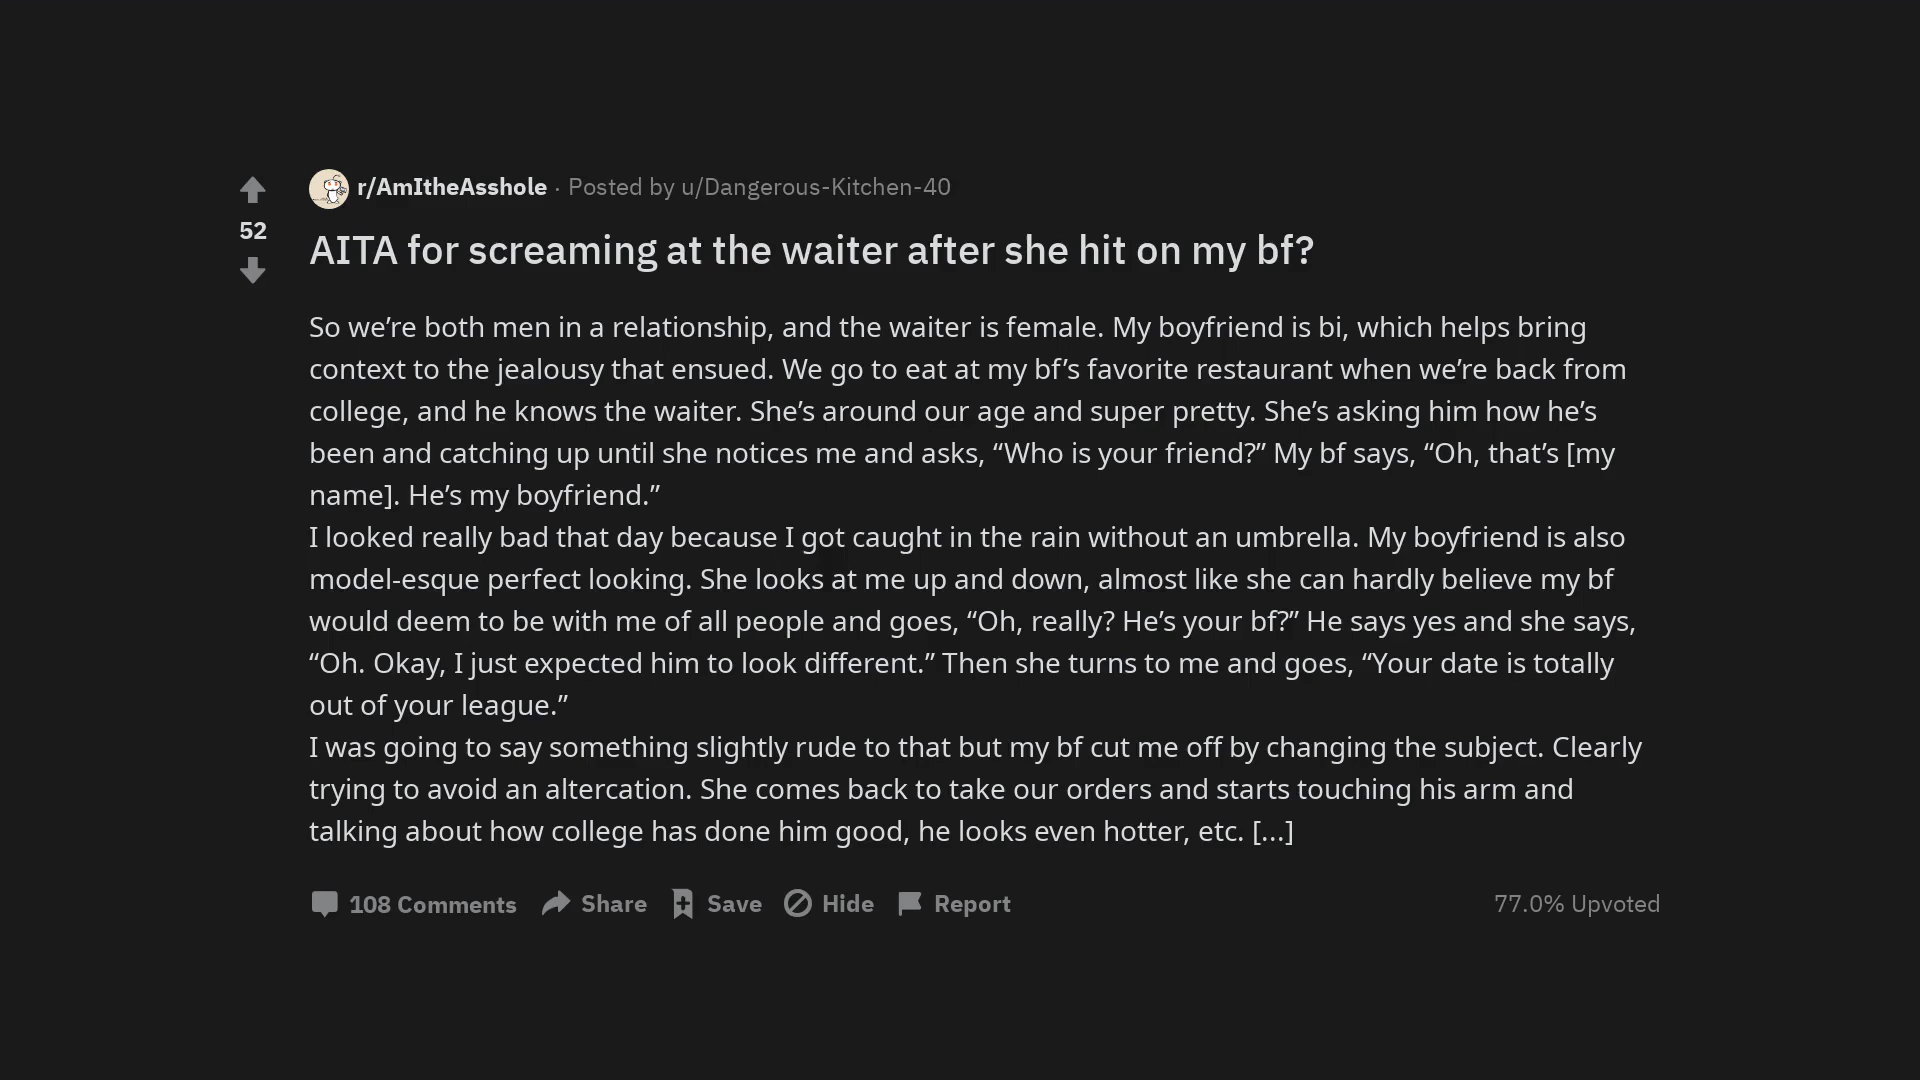 r/AmItheAsshole · Posted by u/Dangerous-Kitchen-40
52
AITA for screaming at the waiter after she hit on my bf?
So we’re both men in a relationship, and the waiter is female. My boyfriend is bi, which helps bring
context to the jealousy that ensued. We go to eat at my bf’s favorite restaurant when we’re back from
college, and he knows the waiter. She’s around our age and super pretty. She’s asking him how he’s
been and catching up until she notices me and asks, “Who is your friend?” My bf says, “Oh, that’s [my
name]. He’s my boyfriend.”
I looked really bad that day because I got caught in the rain without an umbrella. My boyfriend is also
model-esque perfect looking. She looks at me up and down, almost like she can hardly believe my bf
would deem to be with me of all people and goes, “Oh, really? He’s your bf?” He says yes and she says,
“Oh. Okay, I just expected him to look different.” Then she turns to me and goes, “Your date is totally
out of your league.”
I was going to say something slightly rude to that but my bf cut me off by changing the subject. Clearly
trying to avoid an altercation. She comes back to take our orders and starts touching his arm and
talking about how college has done him good, he looks even hotter, etc. [...]
108 Comments Share Save Hide Report 77.0% Upvoted